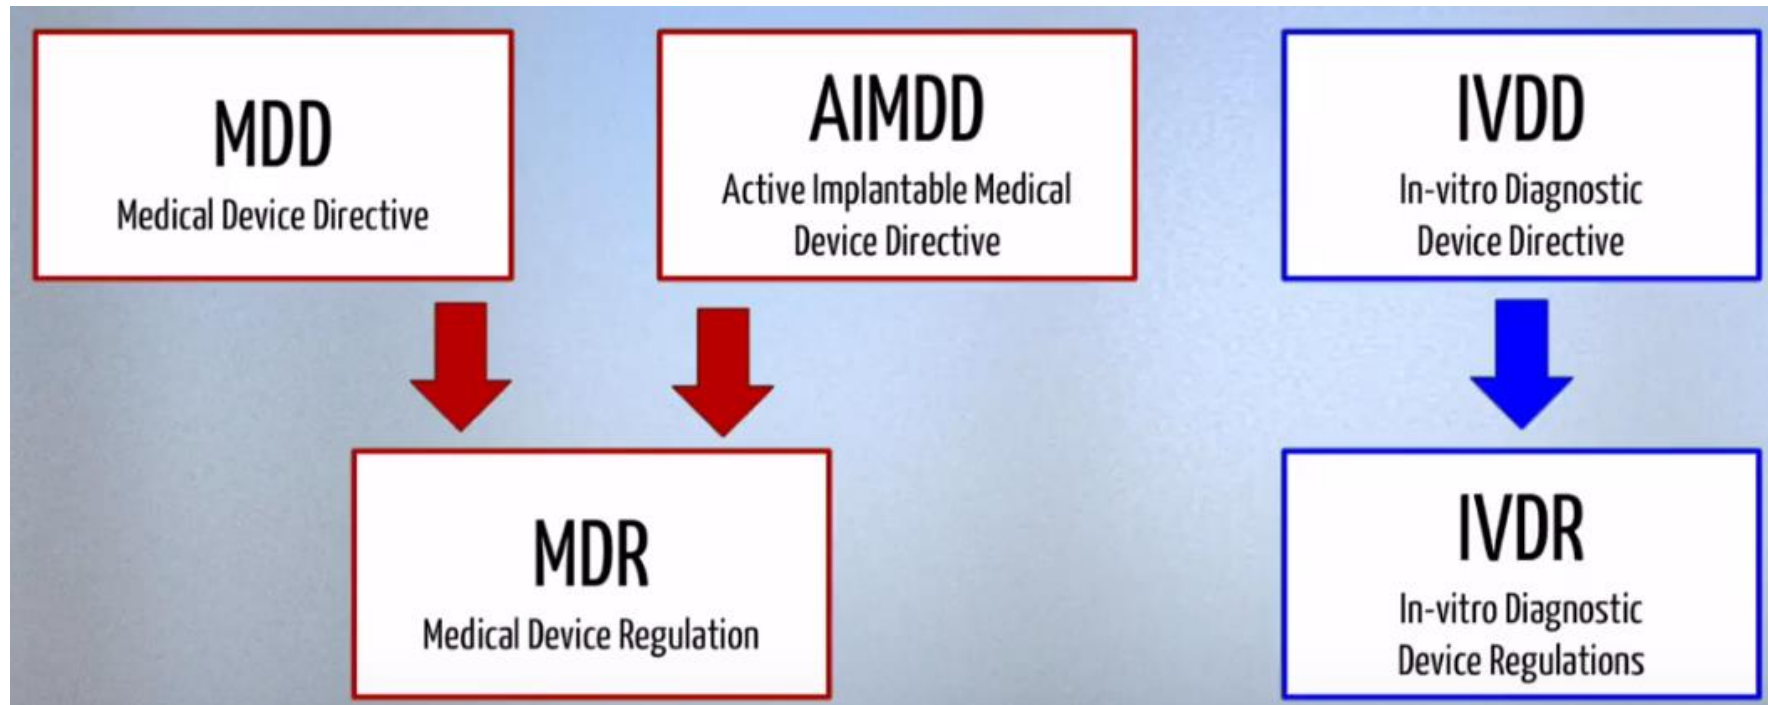 MDD
Medical Device Directive
AIMDD
Active Implantable Medical
Device Directive
IVDD
In-vitro Diagnostic
Device Directive
MDR
Medical Device Regulation
IVDR
In-vitro Diagnostic
Device Regulations